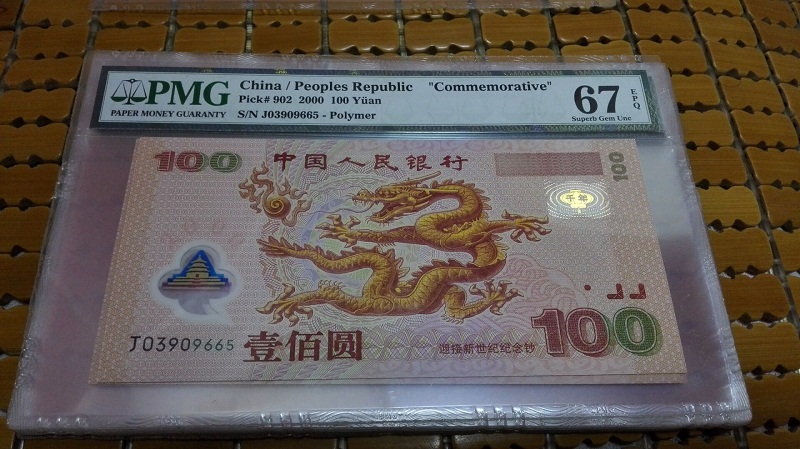 PMG
PAPER MONEY GUARANTY
China / Peoples Republic "Commemorative"
Pick# 902 2000 100 Yüan
S/N J03909665 - Polymer
67 EPQ
Superb Gem Unc
100 中国人民银行 100
千年
J03909665 壹佰圆
迎接新世纪纪念钞 100